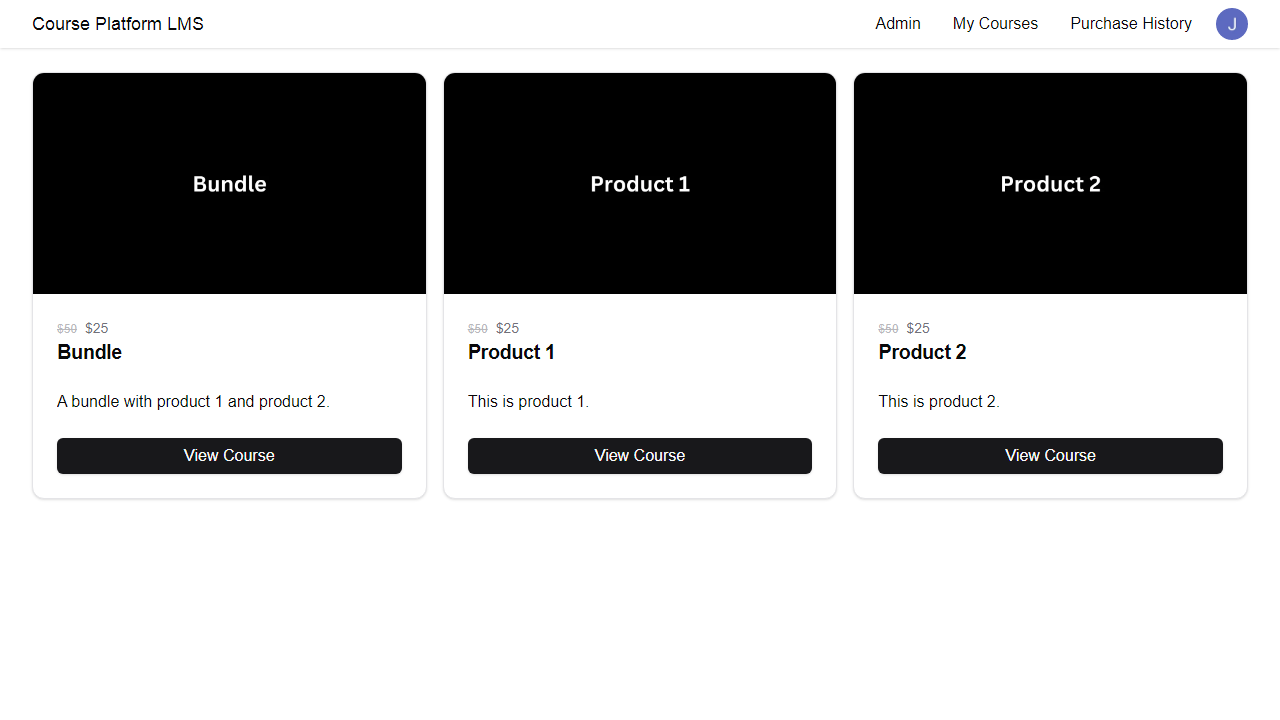 Course Platform LMS
Admin My Courses Purchase History J
Bundle
$50 $25
Bundle
A bundle with product 1 and product 2.
View Course
Product 1
$50 $25
Product 1
This is product 1.
View Course
Product 2
$50 $25
Product 2
This is product 2.
View Course